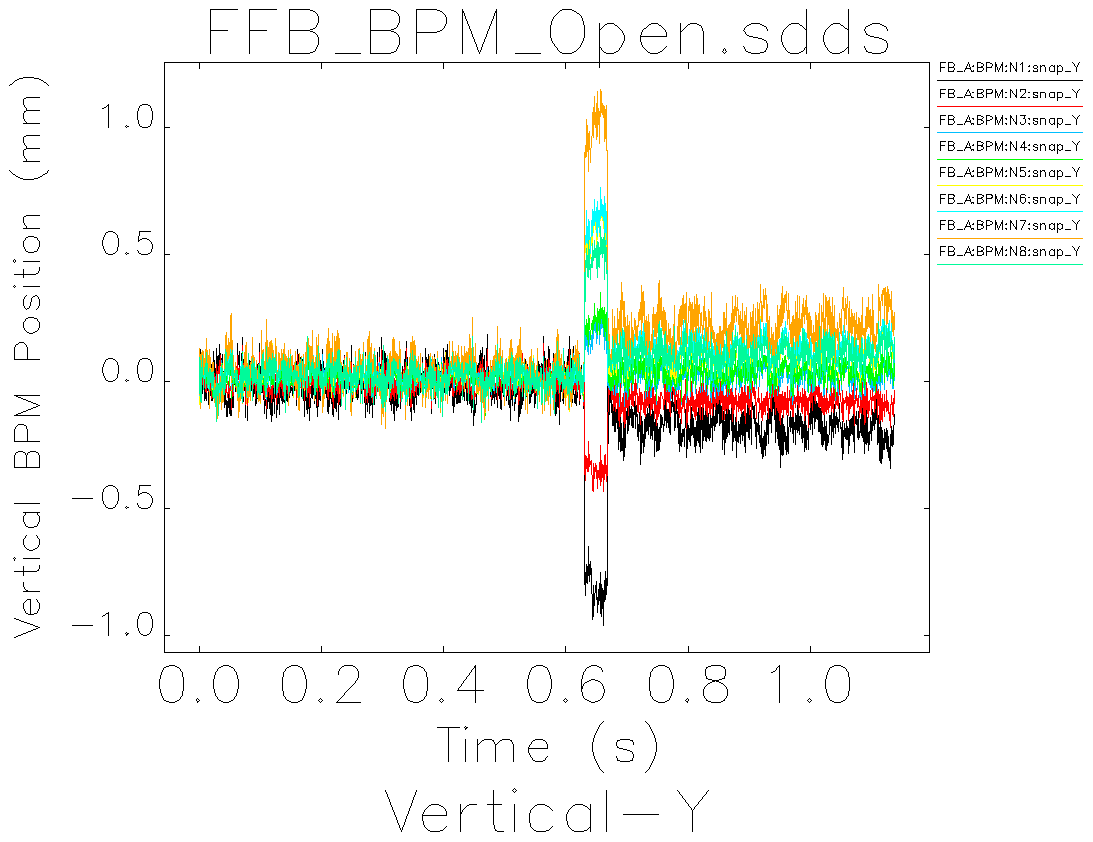 FFB_BPM_Open.sdds
Vertical BPM Position (mm)
1.0
0.5
0.0
-0.5
-1.0
0.0 0.2 0.4 0.6 0.8 1.0
Time (s)
Vertical-Y
FB_A:BPM:N1:snap_Y
FB_A:BPM:N2:snap_Y
FB_A:BPM:N3:snap_Y
FB_A:BPM:N4:snap_Y
FB_A:BPM:N5:snap_Y
FB_A:BPM:N6:snap_Y
FB_A:BPM:N7:snap_Y
FB_A:BPM:N8:snap_Y